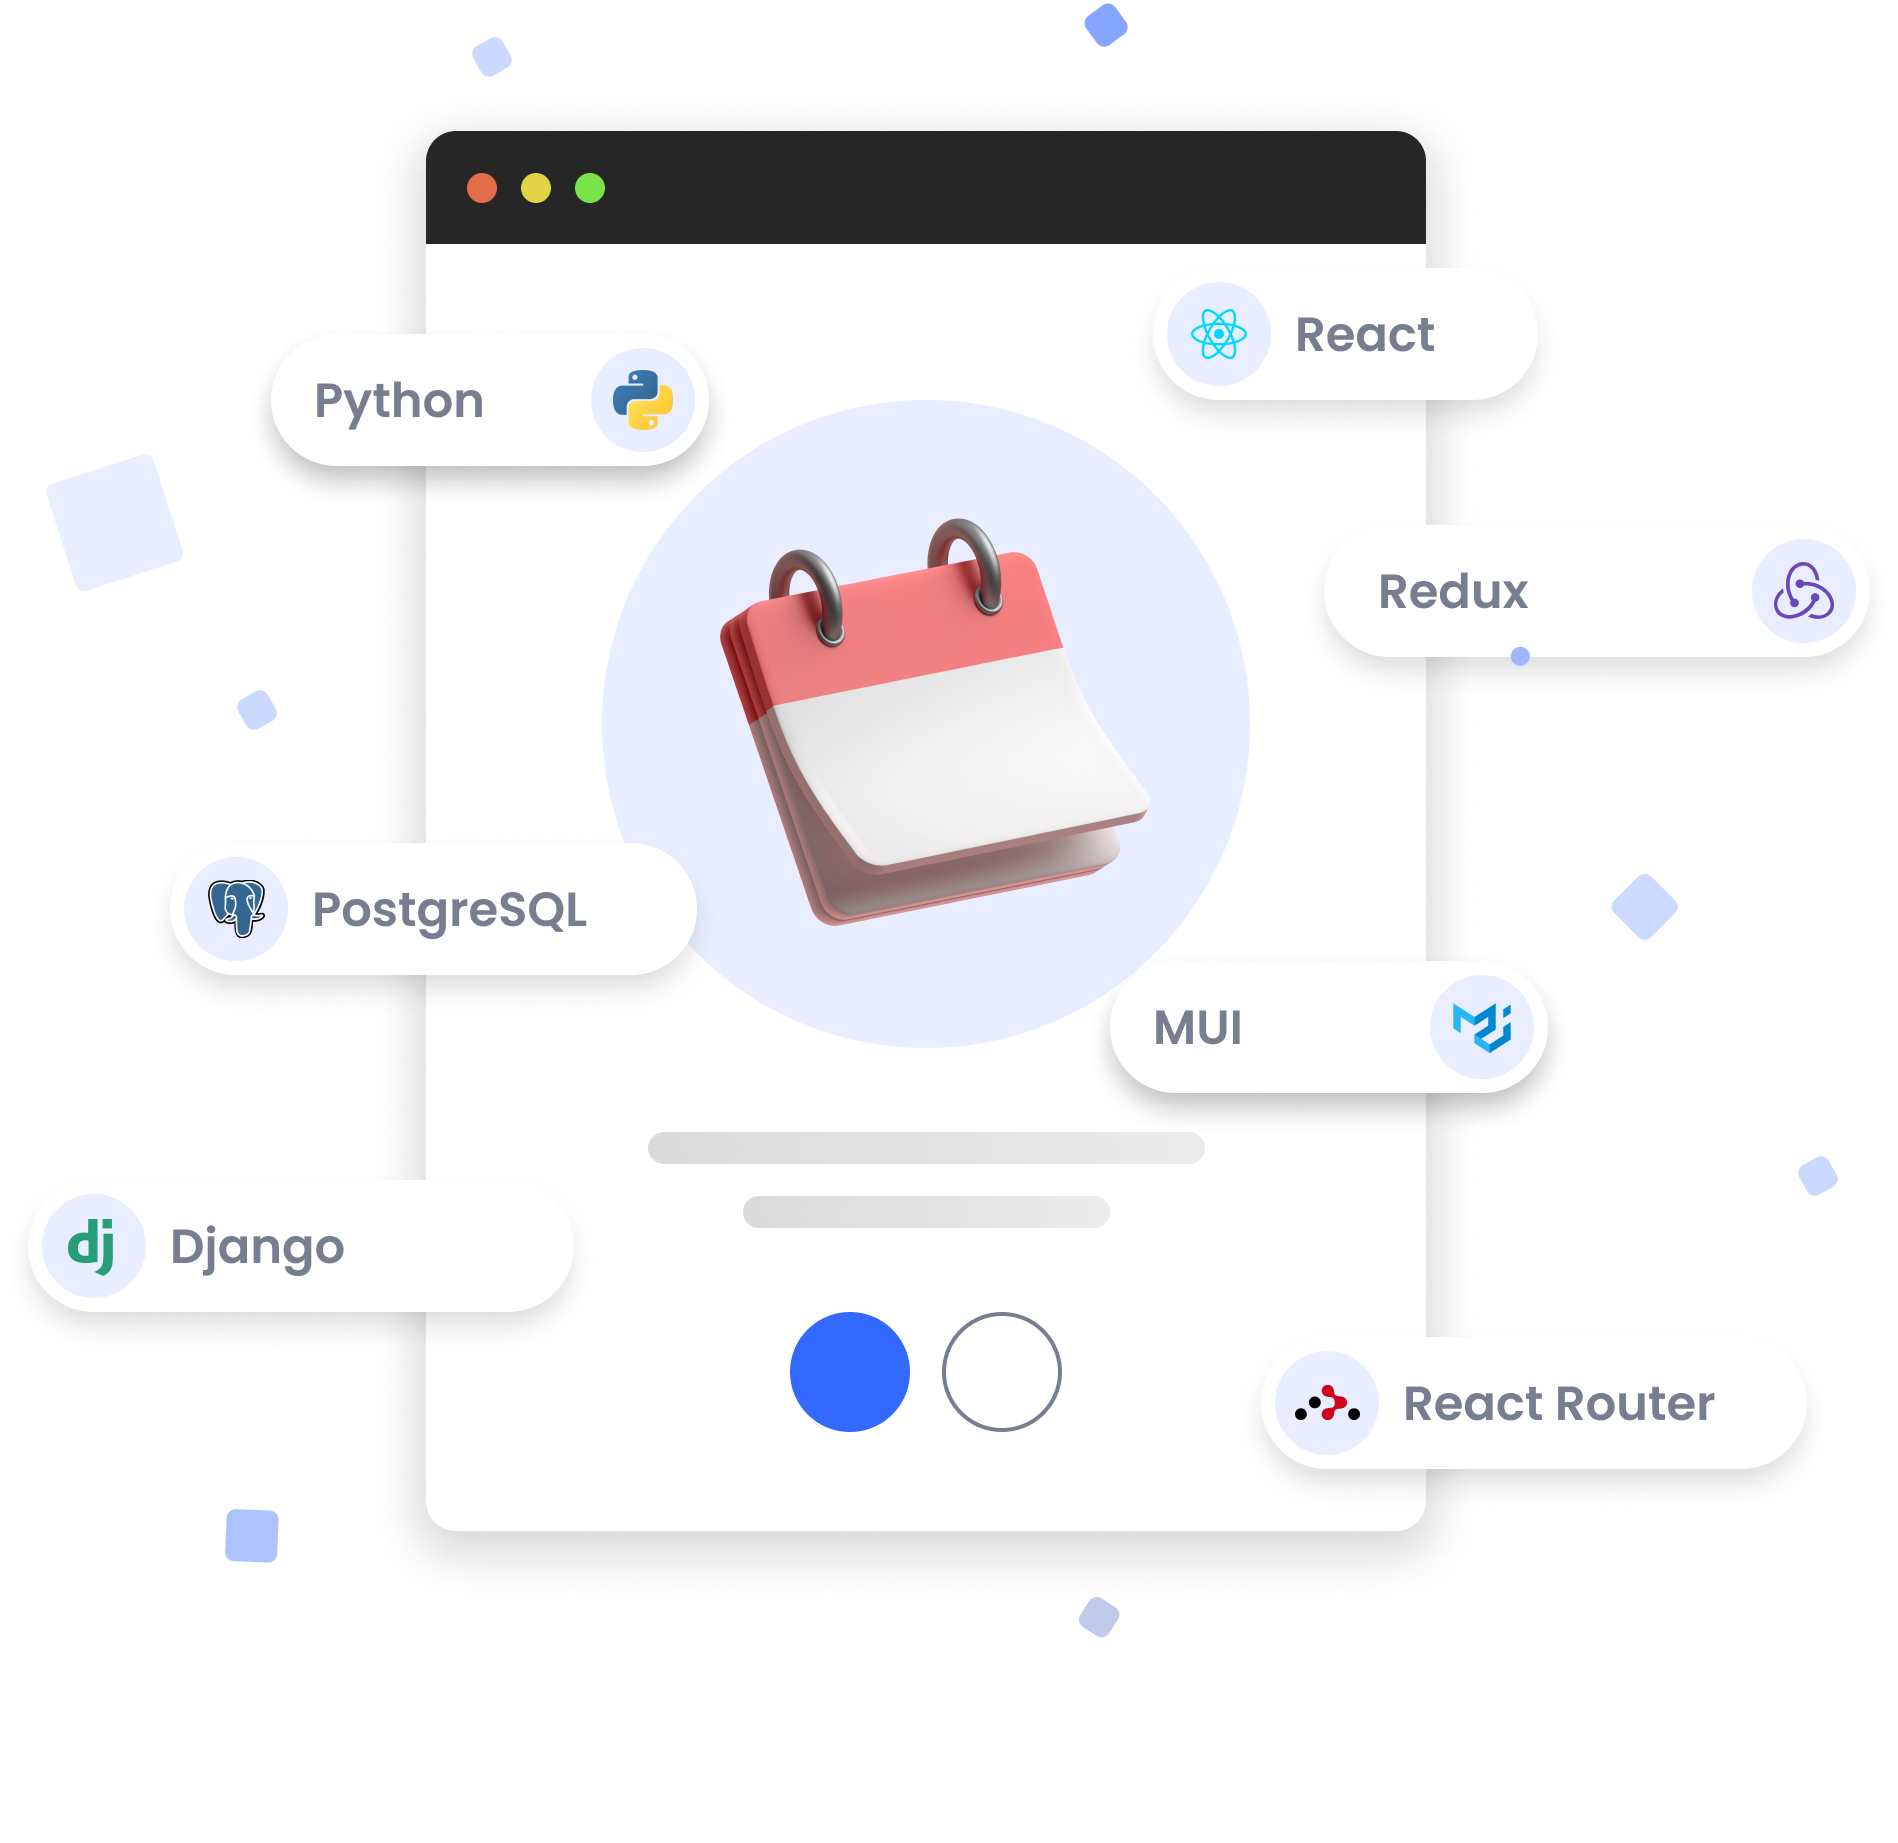 React
Python
Redux
PostgreSQL
MUI
Django
React Router